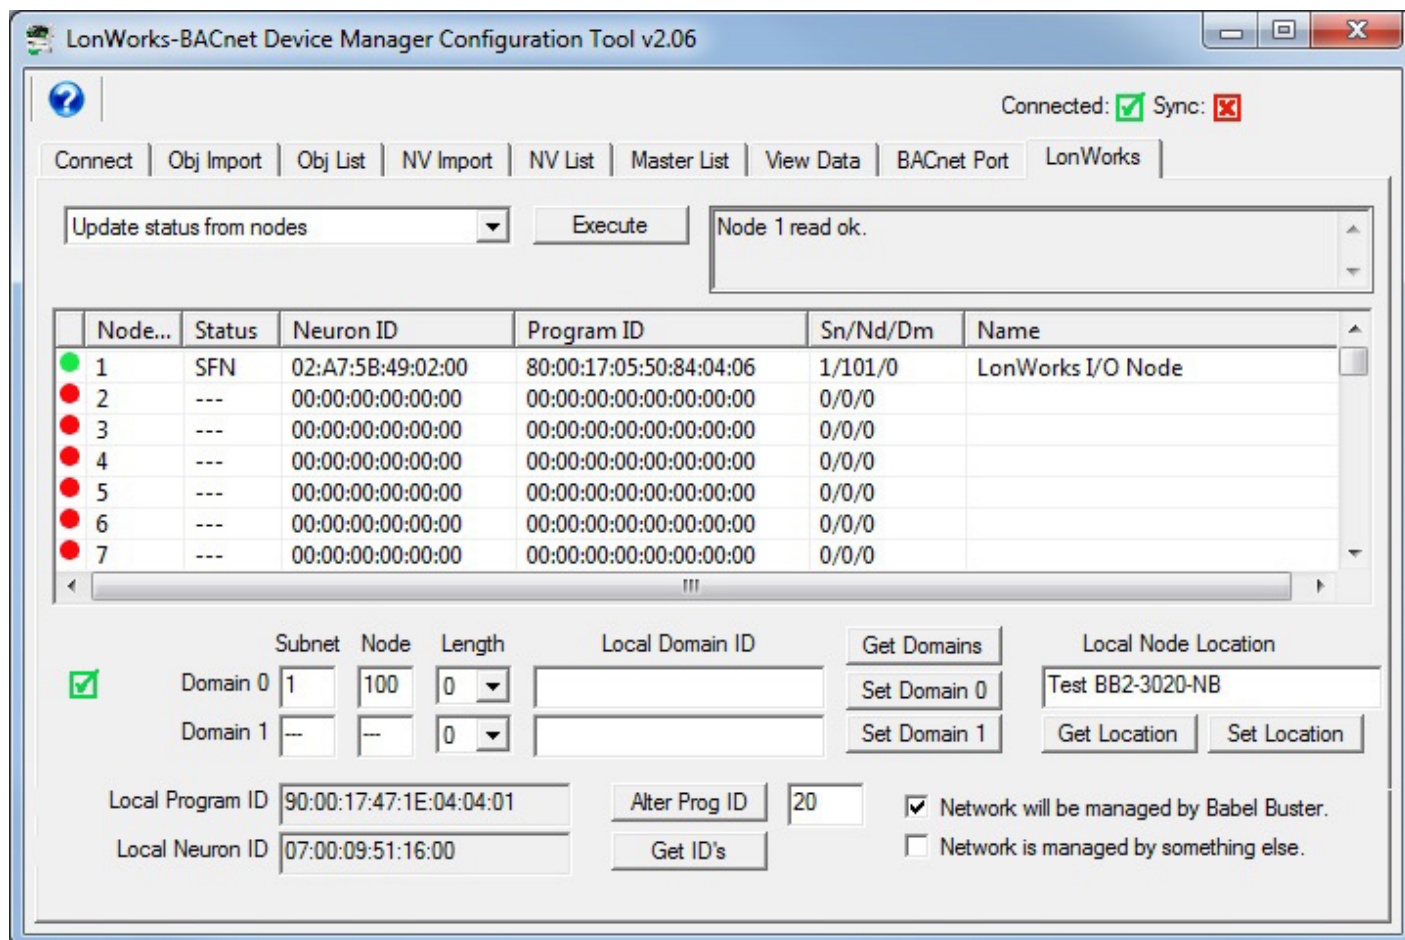 LonWorks-BACnet Device Manager Configuration Tool v2.06
Connected: Sync:
Connect Obj Import Obj List NV Import NV List Master List View Data BACnet Port LonWorks
Update status from nodes Execute Node 1 read ok.
Node... Status Neuron ID Program ID Sn/Nd/Dm Name
1 SFN 02:A7:5B:49:02:00 80:00:17:05:50:84:04:06 1/101/0 LonWorks I/O Node
2 --- 00:00:00:00:00:00 00:00:00:00:00:00:00:00 0/0/0
3 --- 00:00:00:00:00:00 00:00:00:00:00:00:00:00 0/0/0
4 --- 00:00:00:00:00:00 00:00:00:00:00:00:00:00 0/0/0
5 --- 00:00:00:00:00:00 00:00:00:00:00:00:00:00 0/0/0
6 --- 00:00:00:00:00:00 00:00:00:00:00:00:00:00 0/0/0
7 --- 00:00:00:00:00:00 00:00:00:00:00:00:00:00 0/0/0
Subnet Node Length Local Domain ID Get Domains Local Node Location
Domain 0 1 100 0 Set Domain 0 Test BB2-3020-NB
Domain 1 --- --- 0 Set Domain 1 Get Location Set Location
Local Program ID 90:00:17:47:1E:04:04:01 Alter Prog ID 20 Network will be managed by Babel Buster.
Local Neuron ID 07:00:09:51:16:00 Get ID's Network is managed by something else.